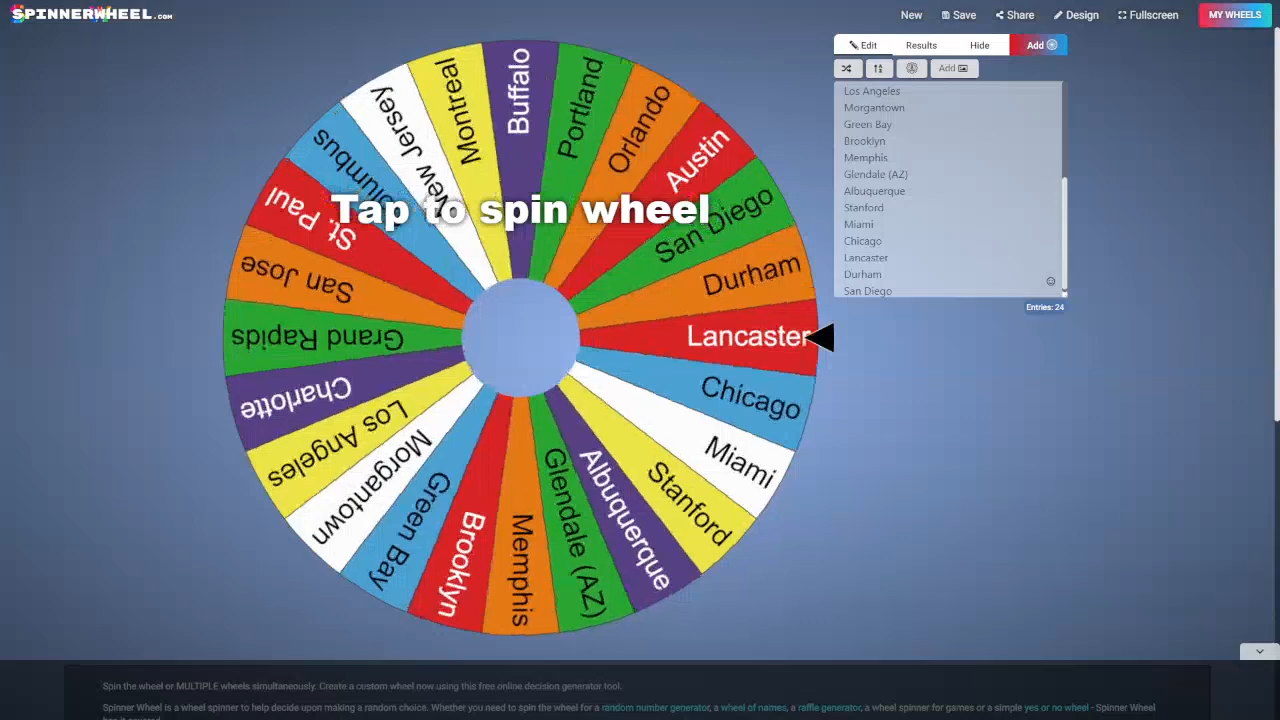 SPINNERWHEEL.COM
New
Save
Share
Design
Fullscreen
MY WHEELS
Edit
Results
Hide
Add
Add
Los Angeles
Morgantown
Green Bay
Brooklyn
Memphis
Glendale (AZ)
Albuquerque
Stanford
Miami
Chicago
Lancaster
Durham
San Diego
Entries: 24
Tap to spin wheel
Buffalo
Portland
Orlando
Austin
San Diego
Durham
Lancaster
Chicago
Miami
Stanford
Albuquerque
Glendale (AZ)
Memphis
Brooklyn
Green Bay
Morgantown
Los Angeles
Charlotte
Grand Rapids
San Jose
St. Paul
New Jersey
Montreal
Spin the wheel or MULTIPLE wheels simultaneously. Create a custom wheel now using this free online decision generator tool.
Spinner Wheel is a wheel spinner to help decide upon making a random choice. Whether you need to spin the wheel for a random number generator, a wheel of names, a raffle generator, a wheel spinner for games or a simple yes or no wheel - Spinner Wheel